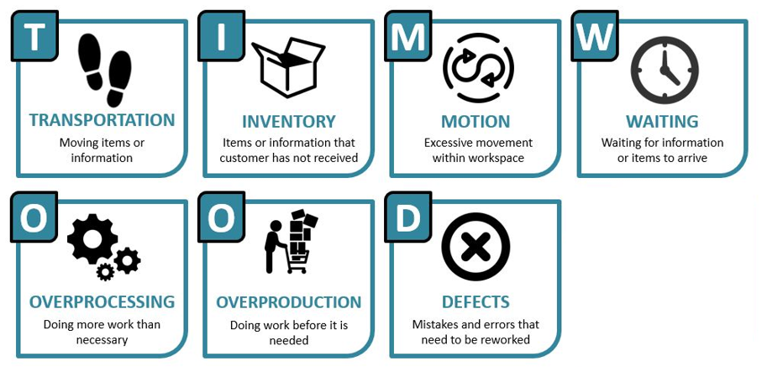 T
TRANSPORTATION
Moving items or
information
I
INVENTORY
Items or information that
customer has not received
M
MOTION
Excessive movement
within workspace
W
WAITING
Waiting for information
or items to arrive
O
OVERPROCESSING
Doing more work than
necessary
O
OVERPRODUCTION
Doing work before it is
needed
D
DEFECTS
Mistakes and errors that
need to be reworked